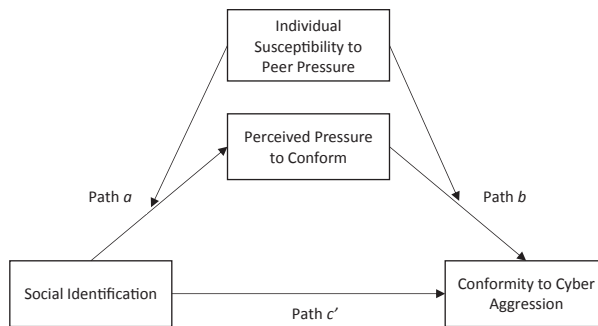 Individual
Susceptibility to
Peer Pressure
Perceived Pressure
to Conform
Path a
Path b
Social Identification
Conformity to Cyber
Aggression
Path c’